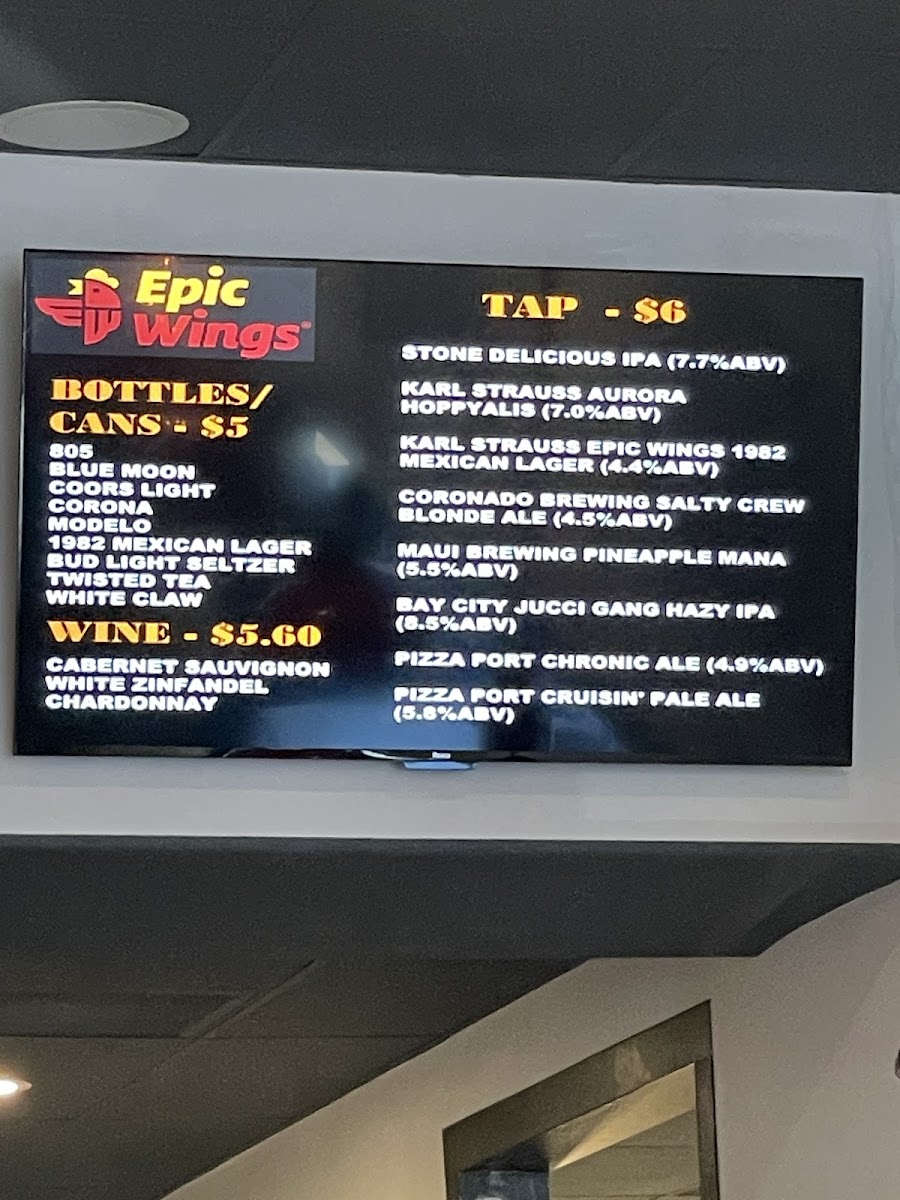 Epic
Wings
BOTTLES/
CANS - $5
805
BLUE MOON
COORS LIGHT
CORONA
MODELO
1982 MEXICAN LAGER
BUD LIGHT SELTZER
TWISTED TEA
WHITE CLAW
WINE - $5.60
CABERNET SAUVIGNON
WHITE ZINFANDEL
CHARDONNAY
TAP - $6
STONE DELICIOUS IPA (7.7%ABV)
KARL STRAUSS AURORA
HOPPYALIS (7.0%ABV)
KARL STRAUSS EPIC WINGS 1982
MEXICAN LAGER (4.4%ABV)
CORONADO BREWING SALTY CREW
BLONDE ALE (4.5%ABV)
MAUI BREWING PINEAPPLE MANA
(5.5%ABV)
BAY CITY JUCCI GANG HAZY IPA
(8.5%ABV)
PIZZA PORT CHRONIC ALE (4.9%ABV)
PIZZA PORT CRUISIN' PALE ALE
(5.6%ABV)